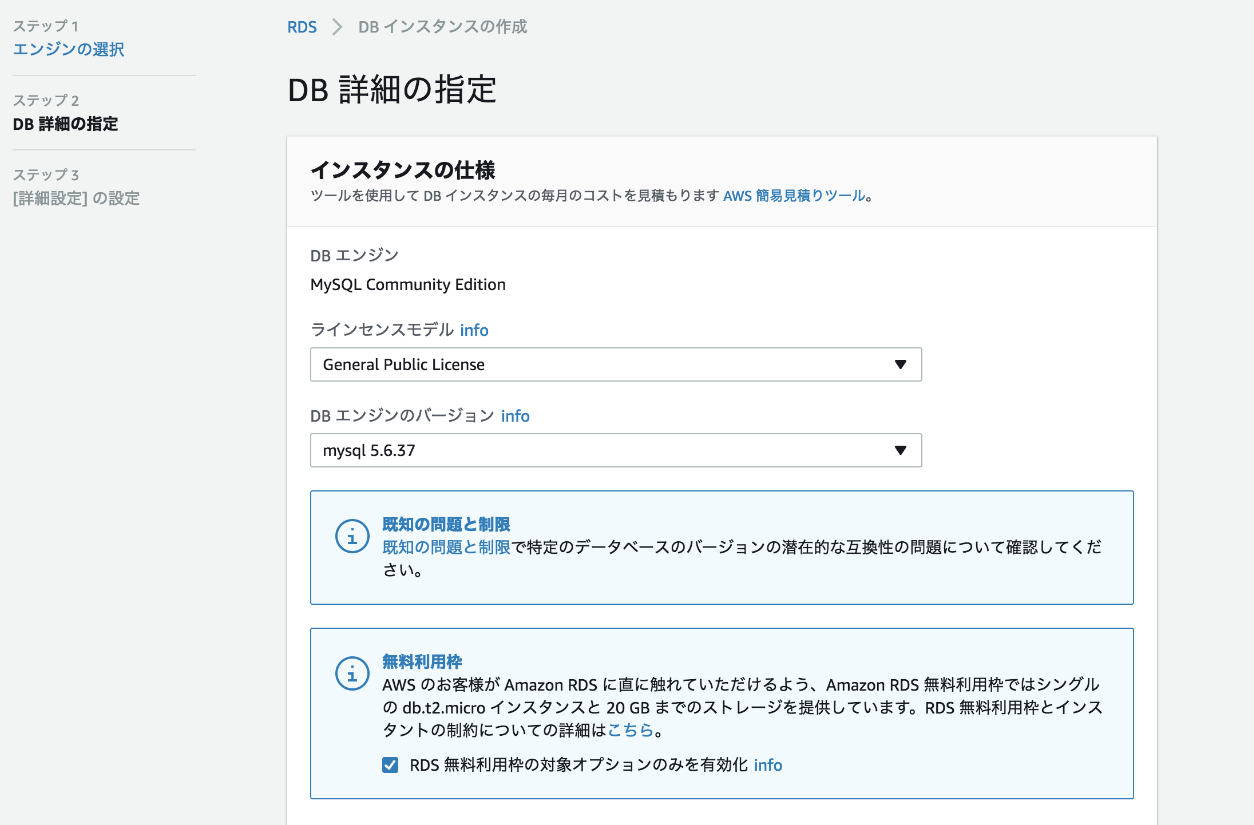 ステップ 1
エンジンの選択
ステップ 2
DB 詳細の指定
ステップ 3
[詳細設定] の設定
RDS > DB インスタンスの作成
DB 詳細の指定
インスタンスの仕様
ツールを使用して DB インスタンスの毎月のコストを見積もります AWS 簡易見積りツール。
DB エンジン
MySQL Community Edition
ラインセンスモデル info
General Public License
DB エンジンのバージョン info
mysql 5.6.37
既知の問題と制限
既知の問題と制限で特定のデータベースのバージョンの潜在的な互換性の問題について確認してくだ
さい。
無料利用枠
AWS のお客様が Amazon RDS に直に触れていただけるよう、Amazon RDS 無料利用枠ではシングル
の db.t2.micro インスタンスと 20 GB までのストレージを提供しています。RDS 無料利用枠とインス
タントの制約についての詳細はこちら。
RDS 無料利用枠の対象オプションのみを有効化 info